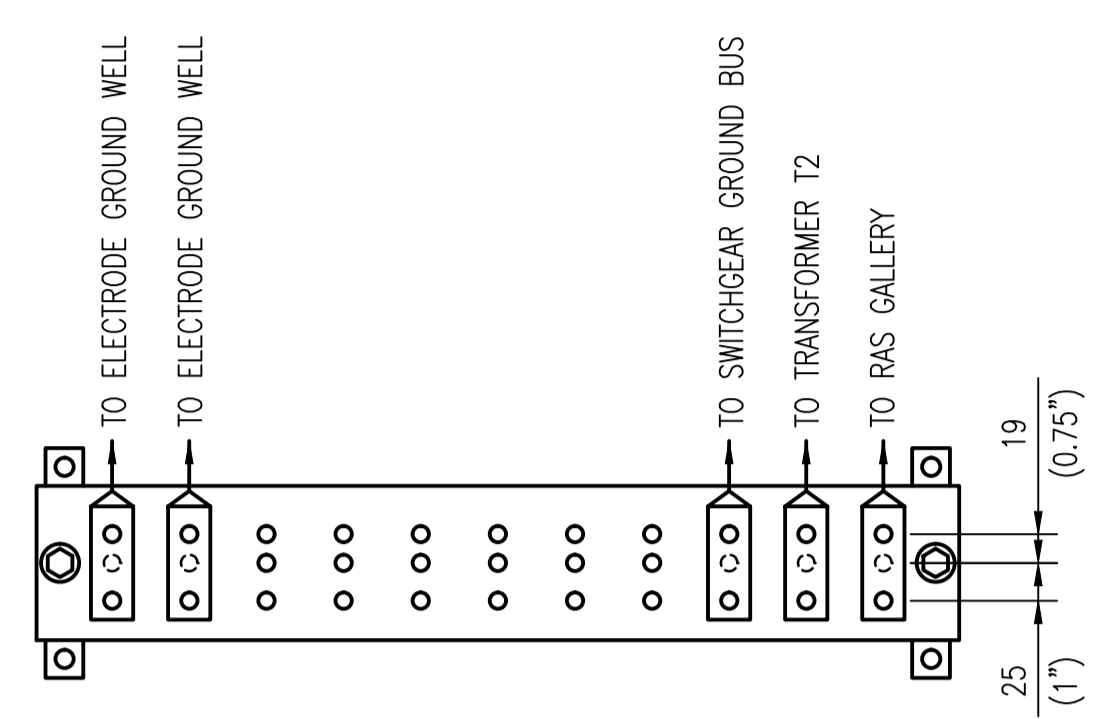 TO ELECTRODE GROUND WELL
TO ELECTRODE GROUND WELL
TO SWITCHGEAR GROUND BUS
TO TRANSFORMER T2
TO RAS GALLERY
19
(0.75")
25
(1")